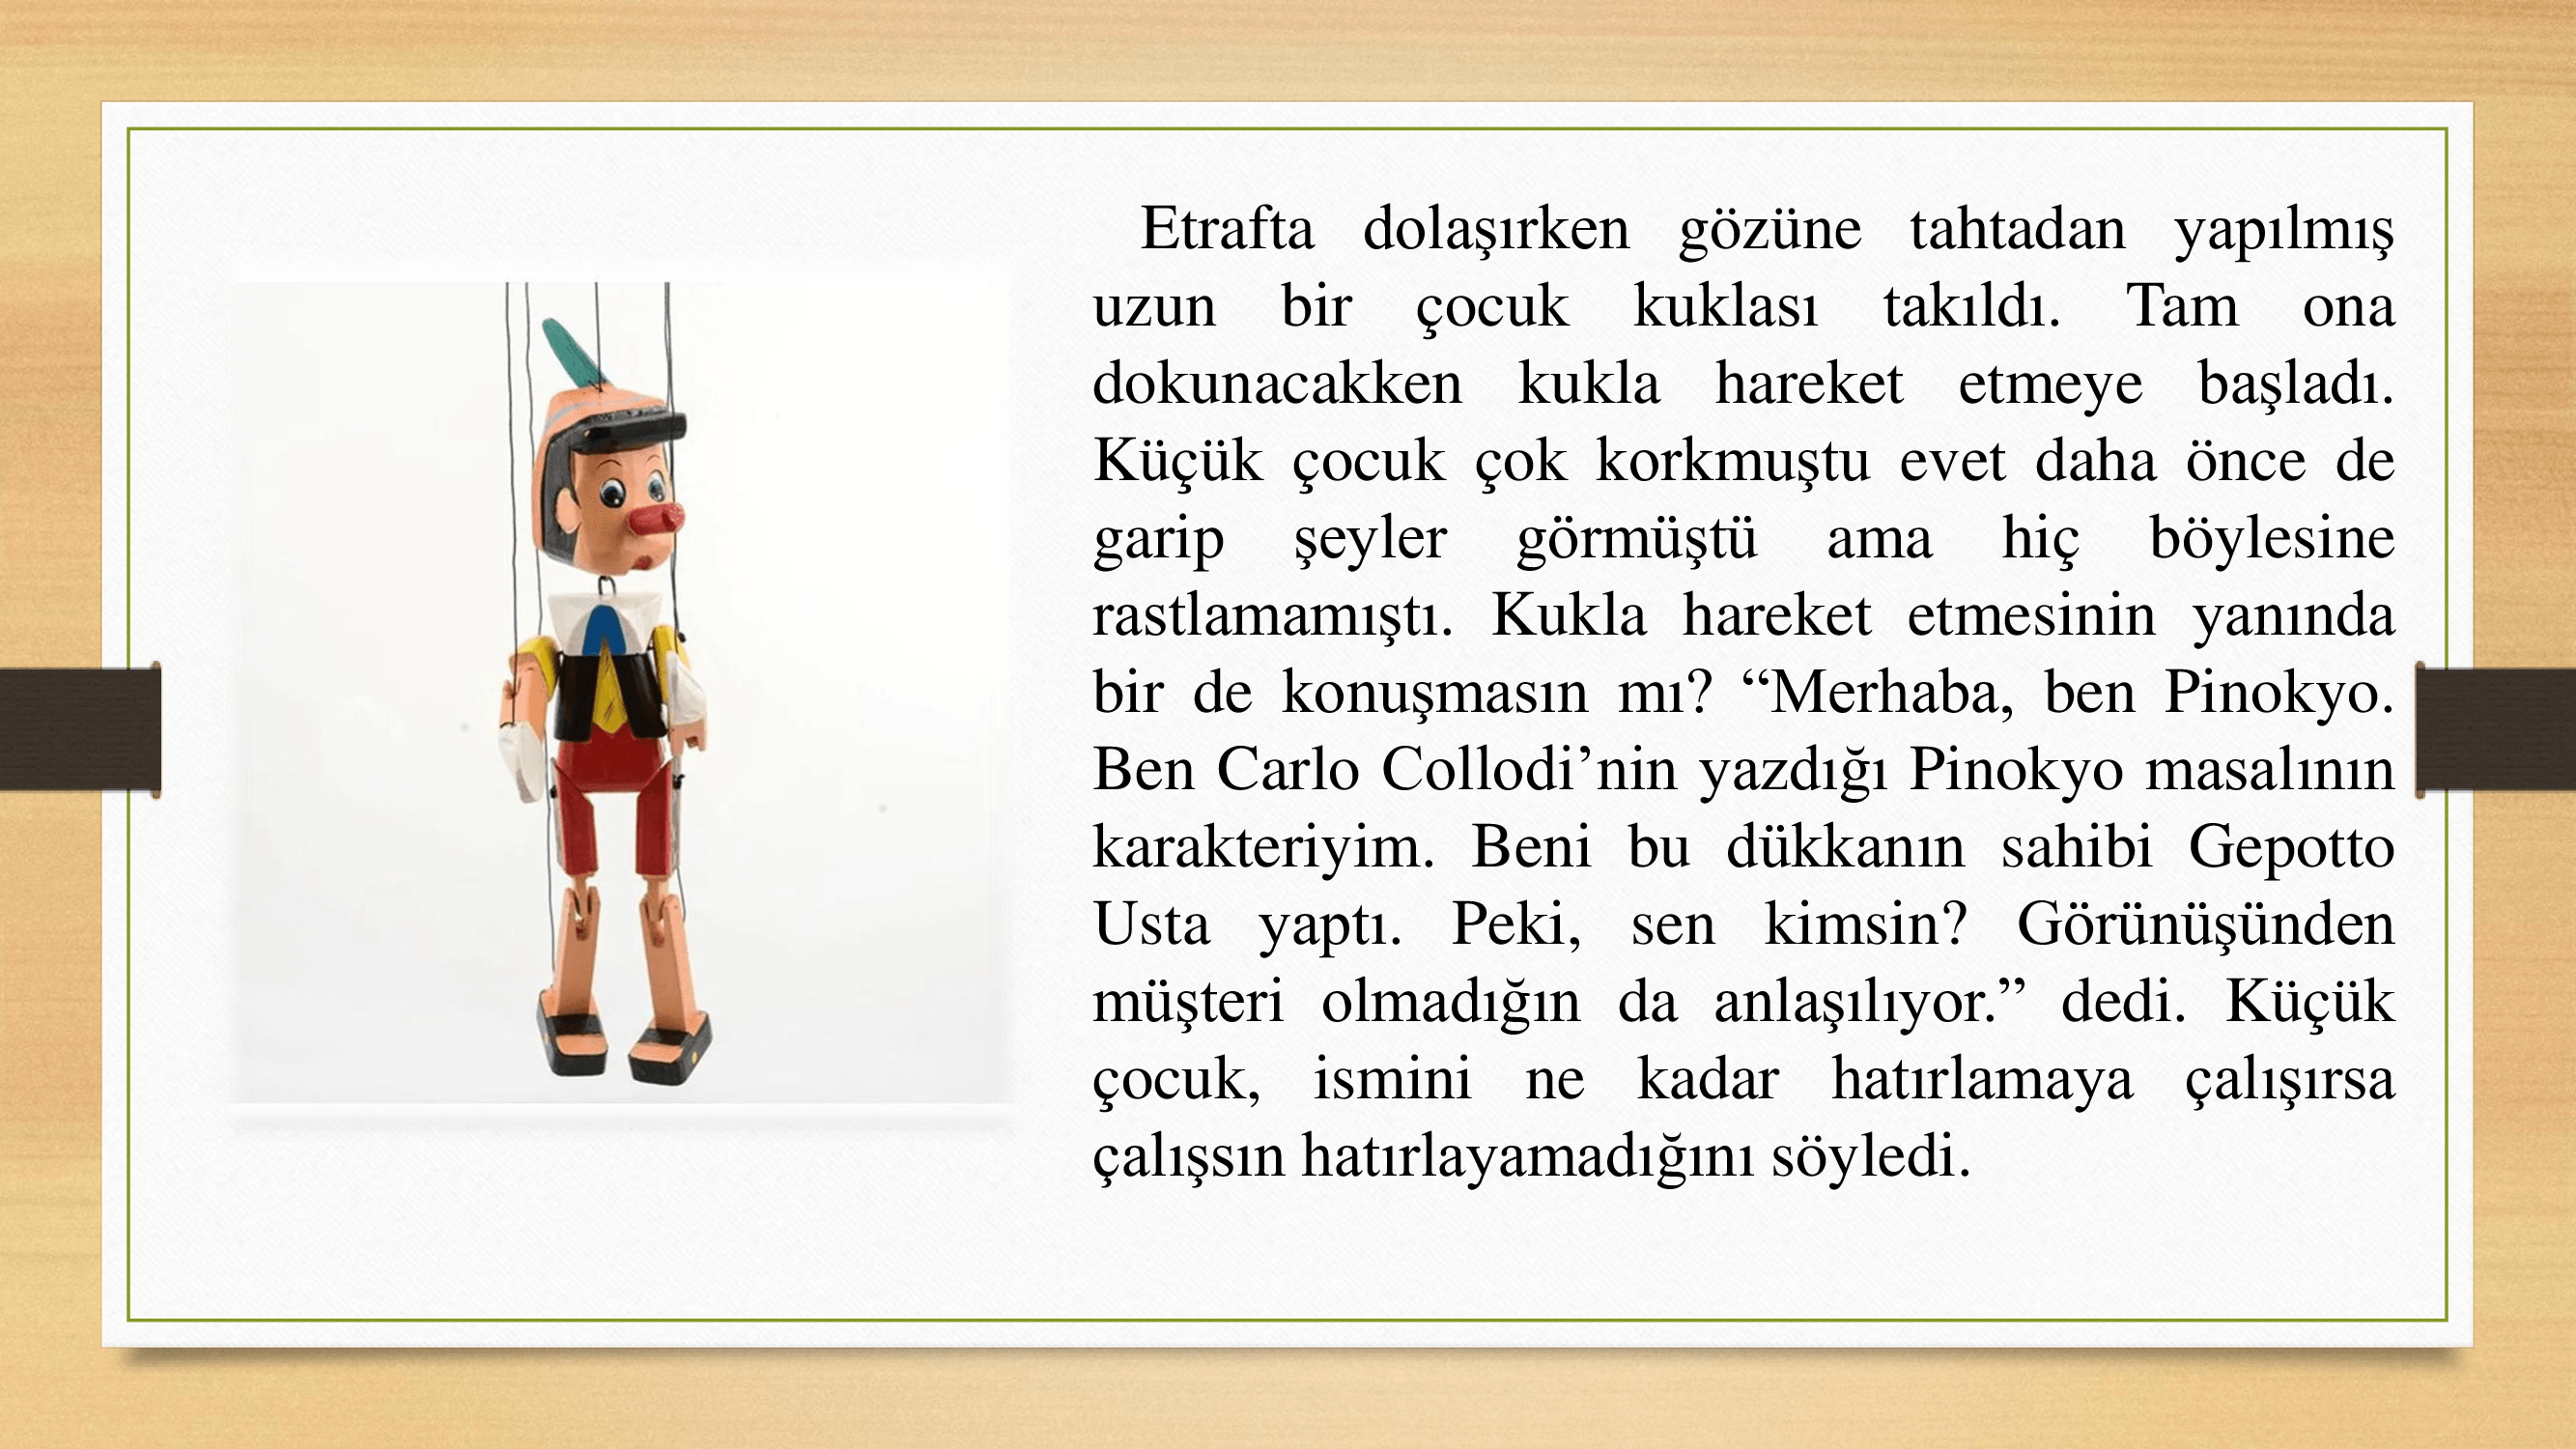 Etrafta dolaşırken gözüne tahtadan yapılmış
uzun bir çocuk kuklası takıldı. Tam ona
dokunacakken kukla hareket etmeye başladı.
Küçük çocuk çok korkmuştu evet daha önce de
garip şeyler görmüştü ama hiç böylesine
rastlamamıştı. Kukla hareket etmesinin yanında
bir de konuşmasın mı? “Merhaba, ben Pinokyo.
Ben Carlo Collodi’nin yazdığı Pinokyo masalının
karakteriyim. Beni bu dükkanın sahibi Gepotto
Usta yaptı. Peki, sen kimsin? Görünüşünden
müşteri olmadığın da anlaşılıyor.” dedi. Küçük
çocuk, ismini ne kadar hatırlamaya çalışırsa
çalışsın hatırlayamadığını söyledi.